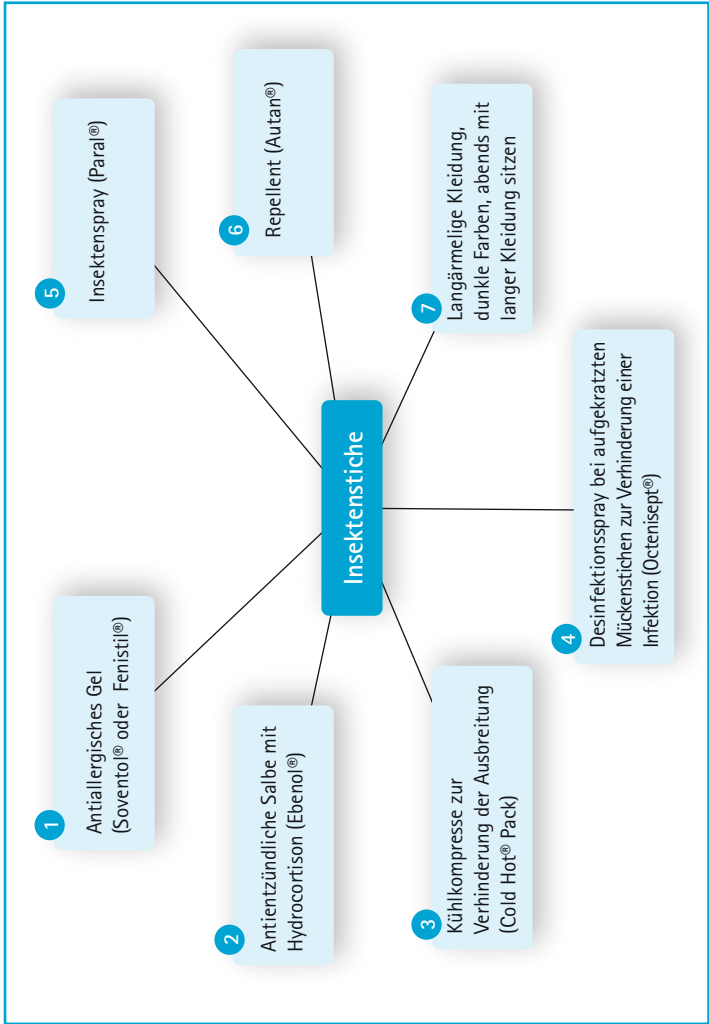 Insektenstiche
1
Antiallergisches Gel
(Soventol® oder Fenistil®)
2
Antientzündliche Salbe mit
Hydrocortison (Ebenol®)
3
Kühlkompresse zur
Verhinderung der Ausbreitung
(Cold Hot® Pack)
4
Desinfektionsspray bei aufgekratzten
Mückenstichen zur Verhinderung einer
Infektion (Octenisept®)
5
Insektenspray (Paral®)
6
Repellent (Autan®)
7
Langärmelige Kleidung,
dunkle Farben, abends mit
langer Kleidung sitzen